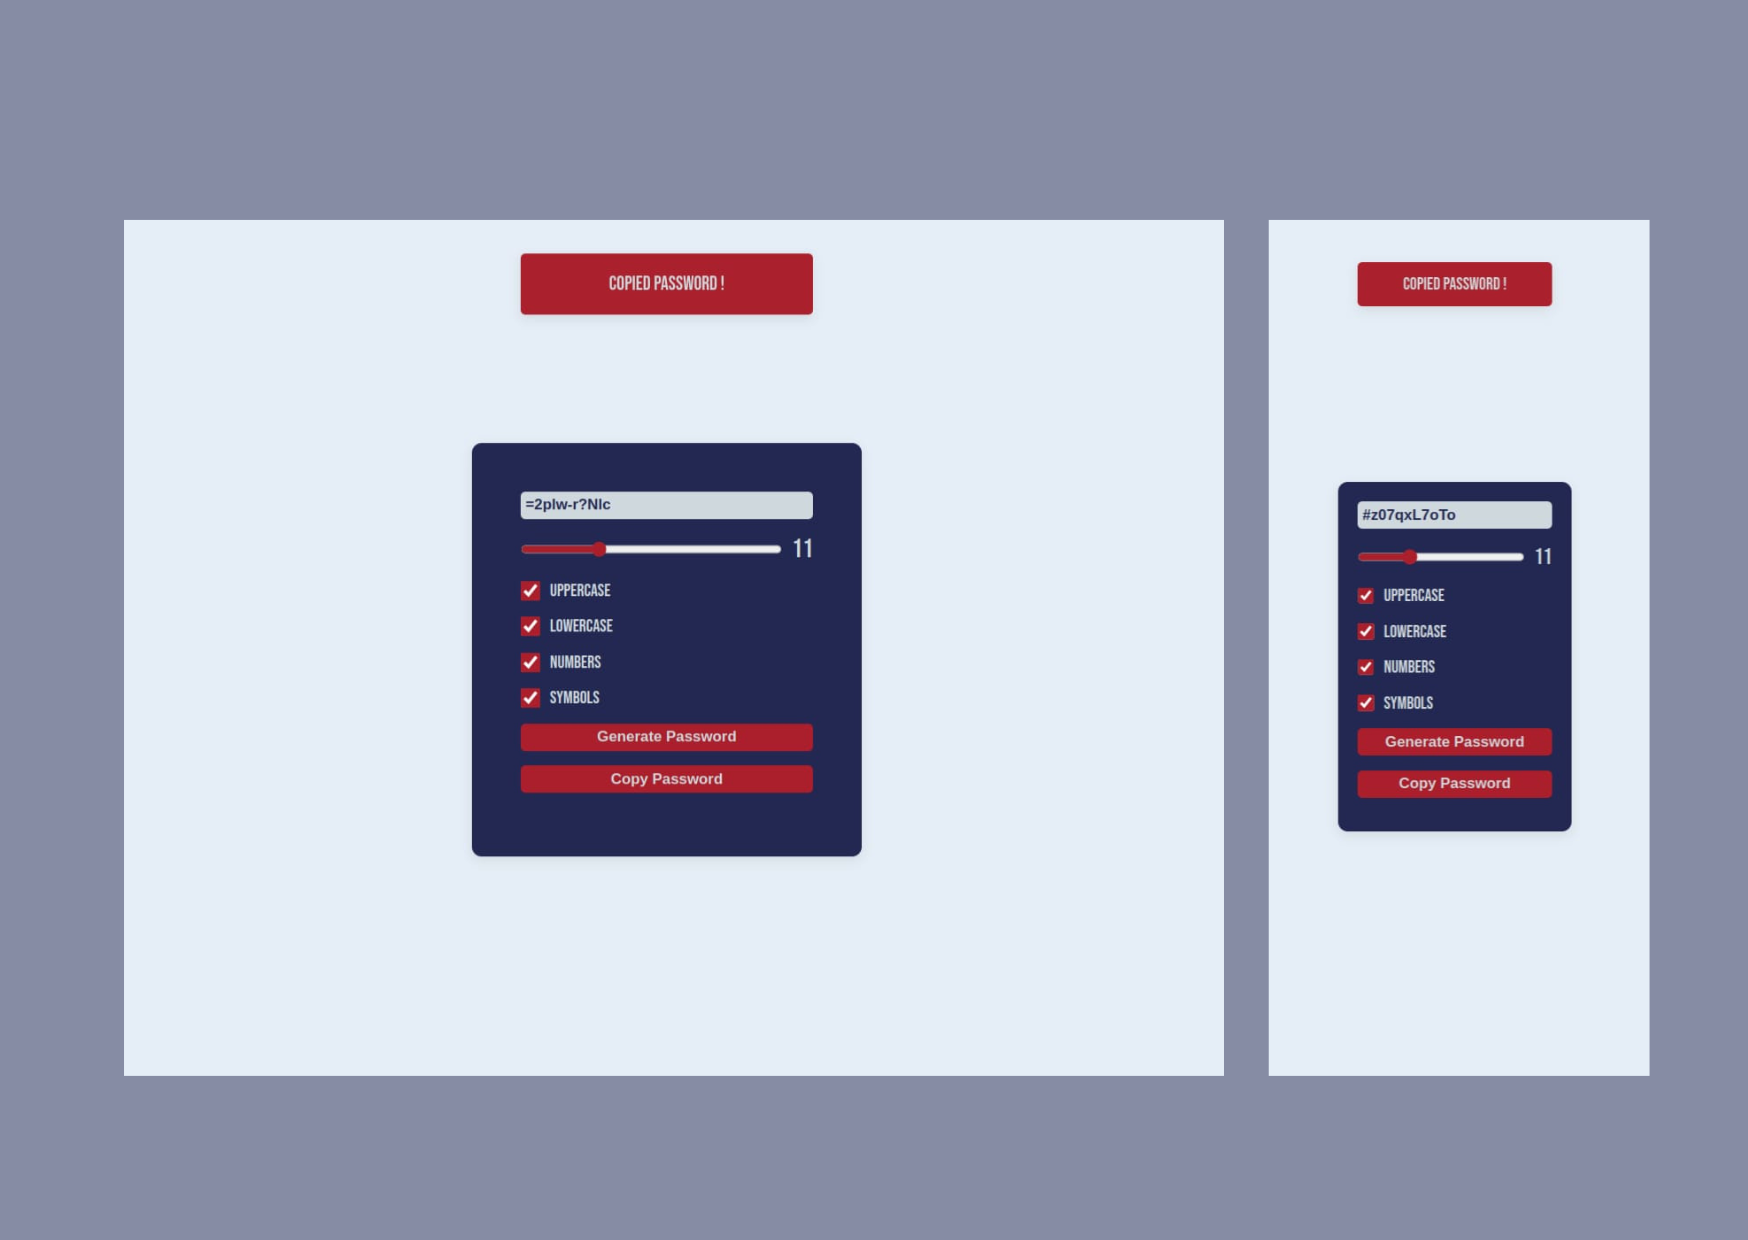 COPIED PASSWORD !
=2plw-r?Nlc
11
UPPERCASE
LOWERCASE
NUMBERS
SYMBOLS
Generate Password
Copy Password
COPIED PASSWORD !
#z07qxL7oTo
11
UPPERCASE
LOWERCASE
NUMBERS
SYMBOLS
Generate Password
Copy Password